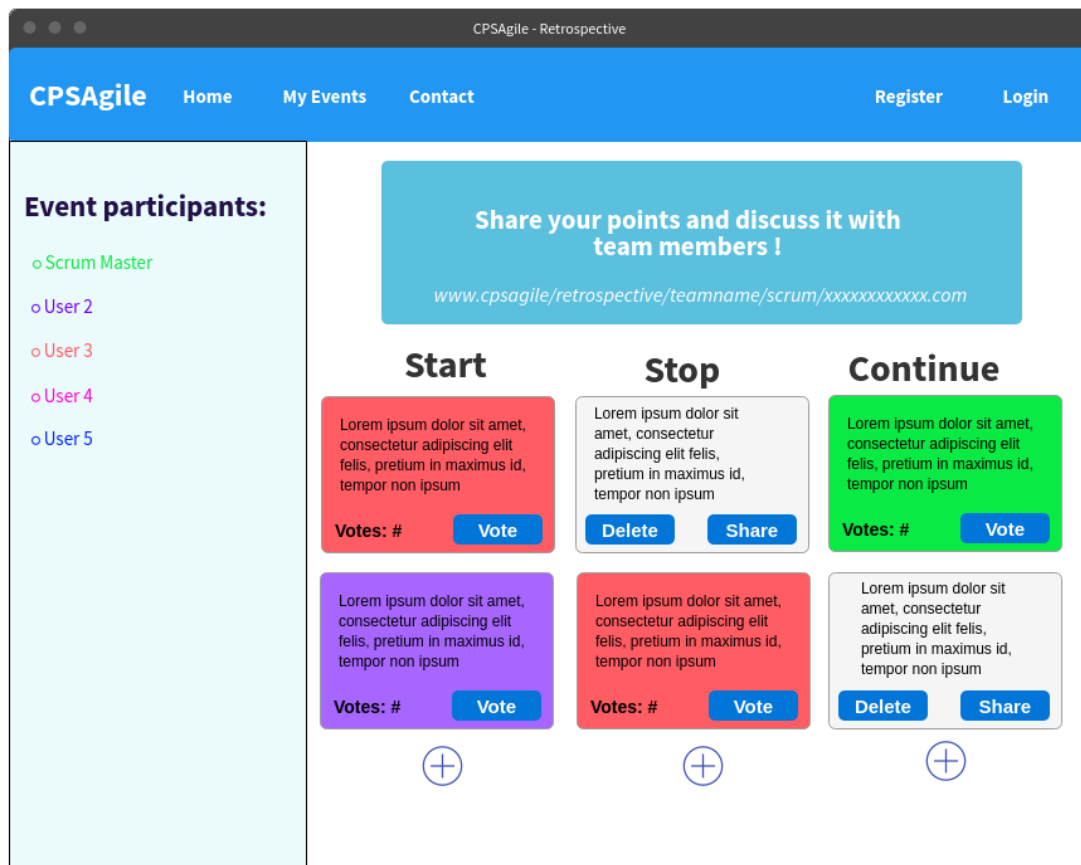 CPSAgile - Retrospective
CPSAgile
Home
My Events
Contact
Register
Login
Event participants:
Scrum Master
User 2
User 3
User 4
User 5
Share your points and discuss it with
team members !
www.cpsagile/retrospective/teamname/scrum/xxxxxxxxxxxx.com
Start
Lorem ipsum dolor sit amet,
consectetur adipiscing elit
felis, pretium in maximus id,
tempor non ipsum
Votes: #
Vote
Lorem ipsum dolor sit amet,
consectetur adipiscing elit
felis, pretium in maximus id,
tempor non ipsum
Votes: #
Vote
Stop
Lorem ipsum dolor sit
amet, consectetur
adipiscing elit felis,
pretium in maximus id,
tempor non ipsum
Delete
Share
Lorem ipsum dolor sit amet,
consectetur adipiscing elit
felis, pretium in maximus id,
tempor non ipsum
Votes: #
Vote
Continue
Lorem ipsum dolor sit amet,
consectetur adipiscing elit
felis, pretium in maximus id,
tempor non ipsum
Votes: #
Vote
Lorem ipsum dolor sit
amet, consectetur
adipiscing elit felis,
pretium in maximus id,
tempor non ipsum
Delete
Share